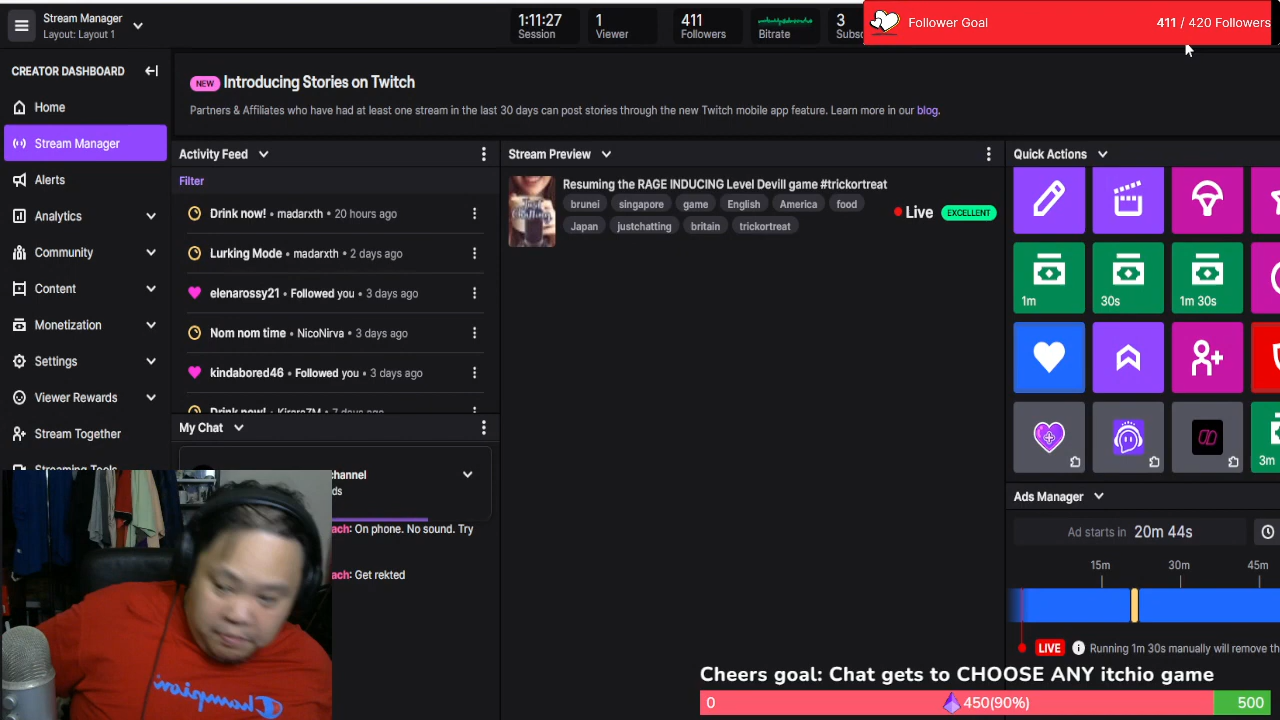 Stream Manager
Layout: Layout 1
1:11:27
Session
1
Viewer
411
Followers
Bitrate
3
Follower Goal
411 / 420 Followers
CREATOR DASHBOARD
Home
Stream Manager
Alerts
Analytics
Community
Content
Monetization
Settings
Viewer Rewards
Stream Together
Streaming Tools
NEW Introducing Stories on Twitch
Partners & Affiliates who have had at least one stream in the last 30 days can post stories through the new Twitch mobile app feature. Learn more in our blog.
Activity Feed
Filter
Drink now! • madarxth • 20 hours ago
Lurking Mode • madarxth • 2 days ago
elenarossy21 • Followed you • 3 days ago
Nom nom time • NicoNirva • 3 days ago
kindabored46 • Followed you • 3 days ago
My Chat
channel
ds
ach: On phone. No sound. Try
ach: Get rekted
Stream Preview
Resuming the RAGE INDUCING Level Devill game #trickortreat
brunei singapore game English America food
Japan justchatting britain trickortreat
Live EXCELLENT
Quick Actions
1m
30s
1m 30s
3m
Ads Manager
Ad starts in 20m 44s
15m
30m
45m
LIVE Running 1m 30s manually will remove th
Cheers goal: Chat gets to CHOOSE ANY itchio game
0
450(90%)
500
Champion